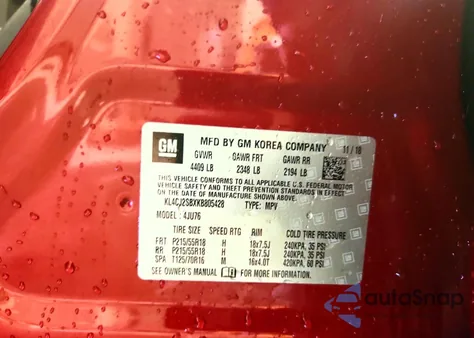 GM MFD BY GM KOREA COMPANY 11/18
GVWR GAWR FRT GAWR RR
4409 LB 2348 LB 2194 LB
THIS VEHICLE CONFORMS TO ALL APPLICABLE U.S. FEDERAL MOTOR
VEHICLE SAFETY, BUMPER, AND THEFT PREVENTION STANDARDS IN
EFFECT ON THE DATE OF MANUFACTURE SHOWN ABOVE.
KL4CJ2SBXKB805428 TYPE: MPV
MODEL: 4JU76
TIRE SIZE SPEED RTG RIM COLD TIRE PRESSURE
FRT P215/55R18 H 18x7.5J 240KPA, 35 PSI
RR P215/55R18 H 18x7.5J 240KPA, 35 PSI
SPA T125/70R16 M 16x4.0T 420KPA, 60 PSI
SEE OWNER'S MANUAL FOR ADDITIONAL INFORMATION.
autoSnap